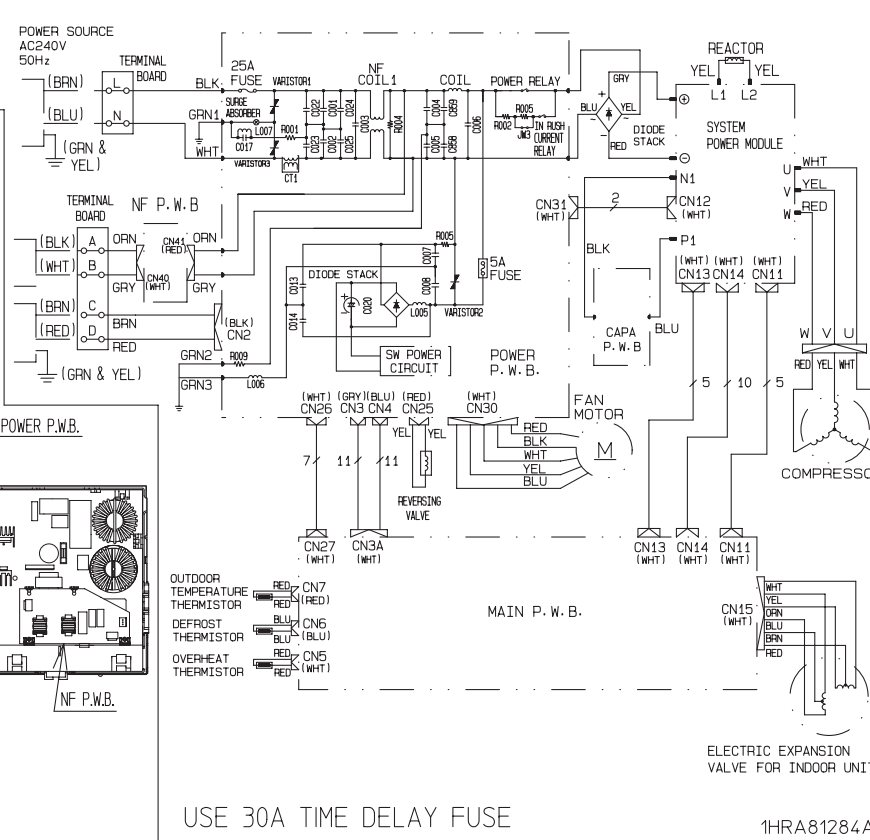 POWER SOURCE
AC240V
50Hz
TERMINAL
BOARD
(BRN)
L
(BLU)
N
(GRN &
YEL)
BLK
25A
FUSE
GRN1
SURGE
ABSORBER
WHT
VARISTOR1
L007
C017
R001
VARISTOR3
CT1
C022
C001
C024
C023
C002
C025
NF
COIL1
C003
R004
COIL
C004
C059
C005
C058
C006
POWER RELAY
R005
R002
JW3
IN RUSH
CURRENT
RELAY
GRY
BLU
YEL
RED
+
−
~
~
DIODE
STACK
REACTOR
YEL
YEL
L1 L2
SYSTEM
POWER MODULE
+
−
N1
P1
U
WHT
V
YEL
W
RED
CN31
(WHT)
2
CN12
(WHT)
(WHT) (WHT) (WHT)
CN13 CN14 CN11
BLK
BLU
CAPA
P.W.B
TERMINAL
BOARD
NF P.W.B
(BLK)
A
ORN
CN41
(RED)
ORN
(WHT)
B
GRY
CN40
(WHT)
GRY
(BRN)
C
BRN
(RED)
D
RED
(BLK)
CN2
(GRN & YEL)
GRN2
R009
GRN3
L006
C013
C014
DIODE STACK
+
C020
L005
C007
C008
R005
VARISTOR2
5A
FUSE
SW POWER
CIRCUIT
POWER
P.W.B.
(WHT) (GRY) (BLU) (RED)
CN26 CN3 CN4 CN25
(WHT)
CN30
YEL
YEL
7
11
11
REVERSING
VALVE
RED
BLK
WHT
YEL
BLU
FAN
MOTOR
M
5
10
5
W V U
RED YEL WHT
COMPRESSO
POWER P.W.B.
NF P.W.B.
CN27
(WHT)
CN3A
(WHT)
CN13
(WHT)
CN14
(WHT)
CN11
(WHT)
OUTDOOR
TEMPERATURE
THERMISTOR
RED
RED
CN7
(RED)
DEFROST
THERMISTOR
BLU
BLU
CN6
(BLU)
OVERHEAT
THERMISTOR
RED
RED
CN5
(WHT)
MAIN P.W.B.
CN15
(WHT)
WHT
YEL
ORN
BLU
BRN
RED
ELECTRIC EXPANSION
VALVE FOR INDOOR UNIT
USE 30A TIME DELAY FUSE
1HRA81284A